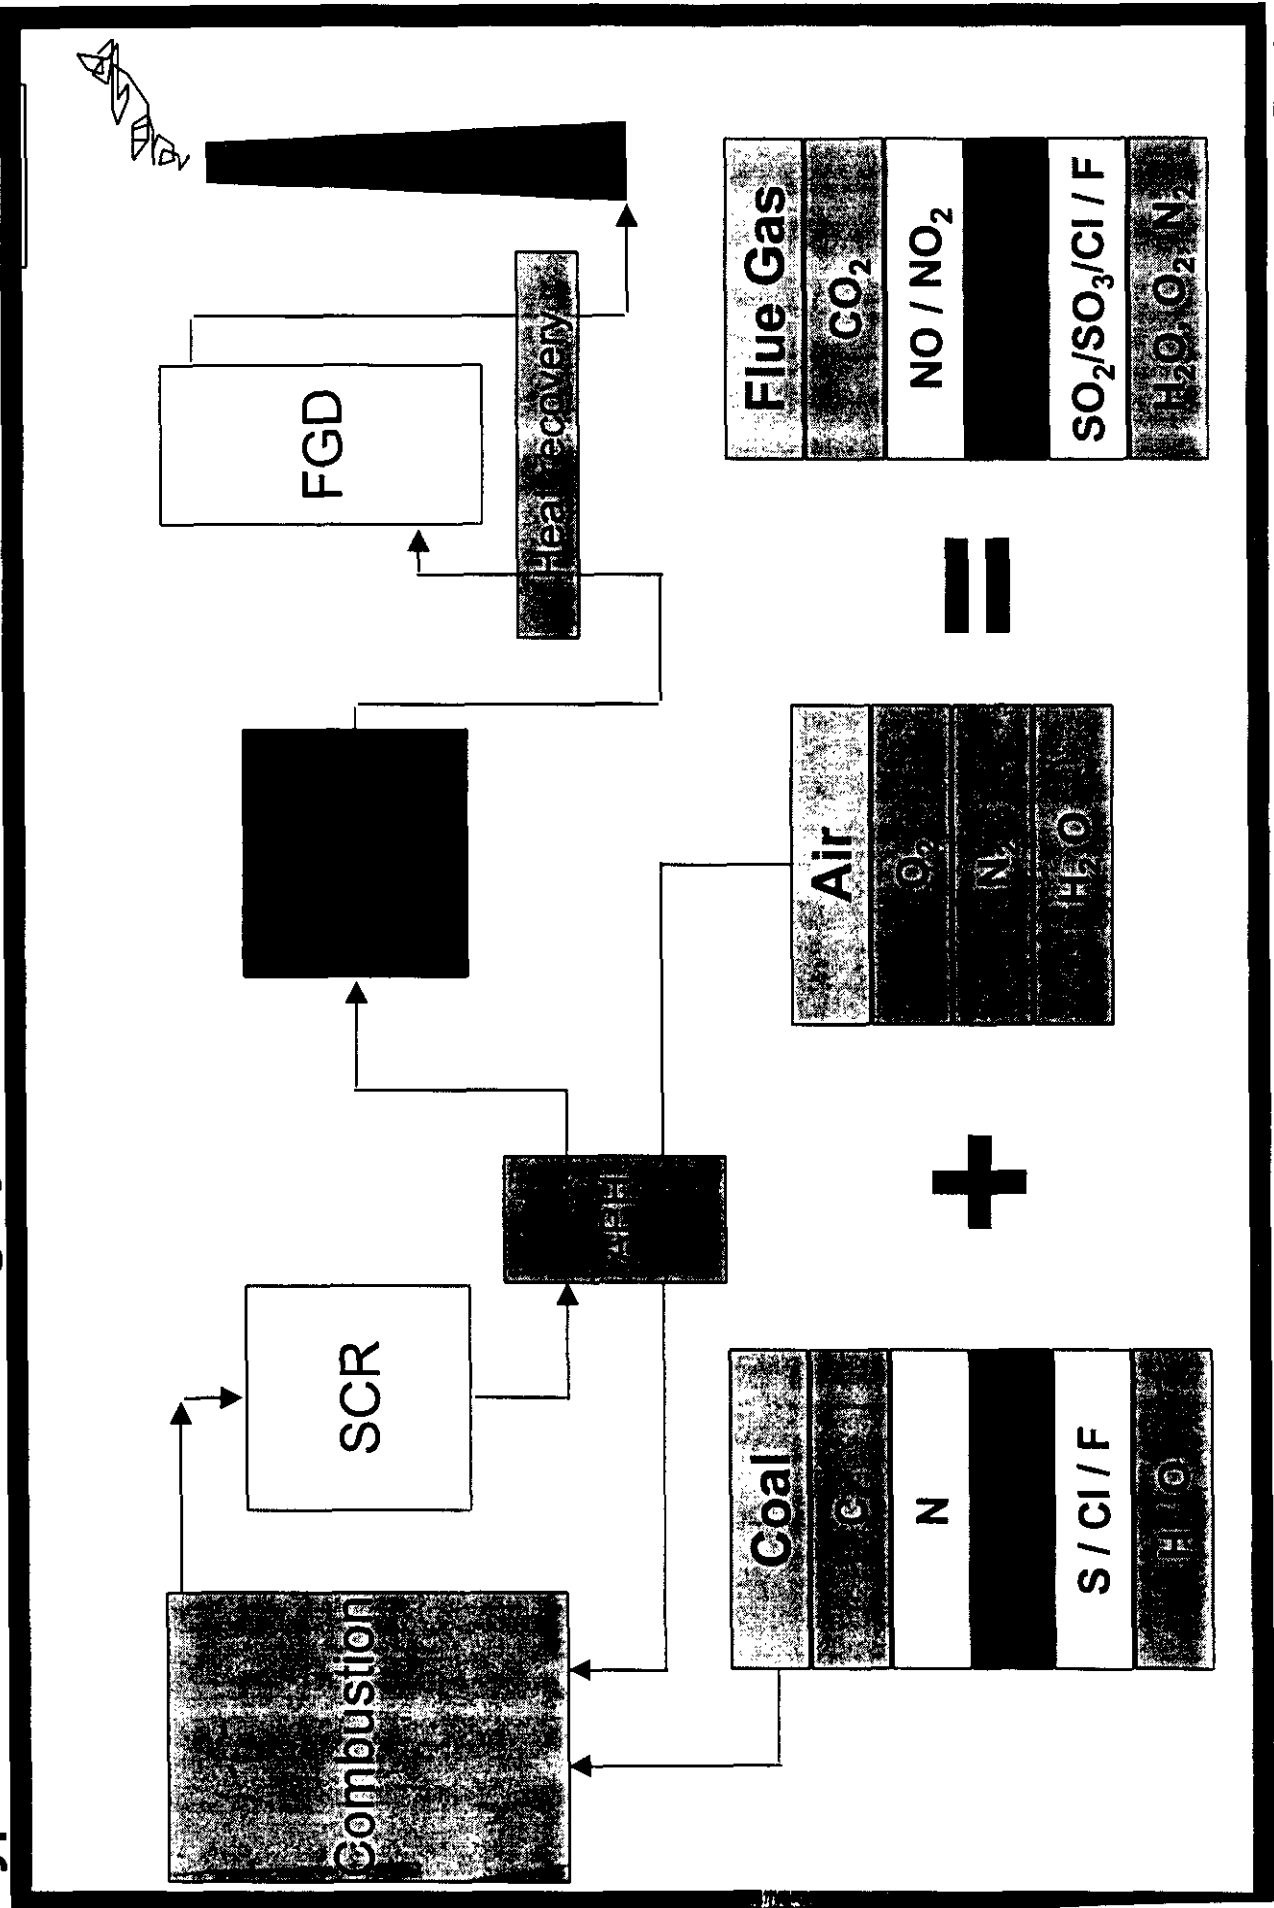 Combustion
SCR
APH
FGD
Heat recovery
Coal
C
N
S / Cl / F
H / O
+
Air
O₂
N₂
H₂O
=
Flue Gas
CO₂
NO / NO₂
SO₂/SO₃/Cl / F
H₂O, O₂, N₂